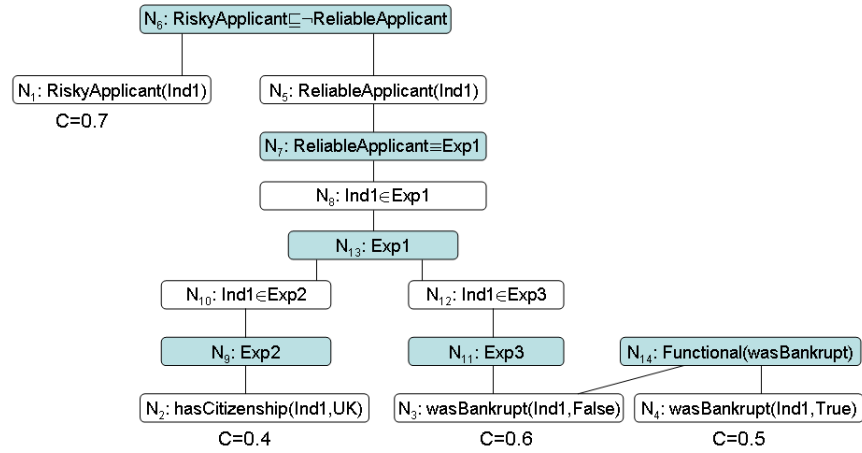 N₆: RiskyApplicant⊑¬ReliableApplicant
N₁: RiskyApplicant(Ind1)
N₅: ReliableApplicant(Ind1)
C=0.7
N₇: ReliableApplicant≡Exp1
N₈: Ind1∈Exp1
N₁₃: Exp1
N₁₀: Ind1∈Exp2
N₁₂: Ind1∈Exp3
N₉: Exp2
N₁₁: Exp3
N₁₄: Functional(wasBankrupt)
N₂: hasCitizenship(Ind1,UK)
N₃: wasBankrupt(Ind1,False)
N₄: wasBankrupt(Ind1,True)
C=0.4
C=0.6
C=0.5